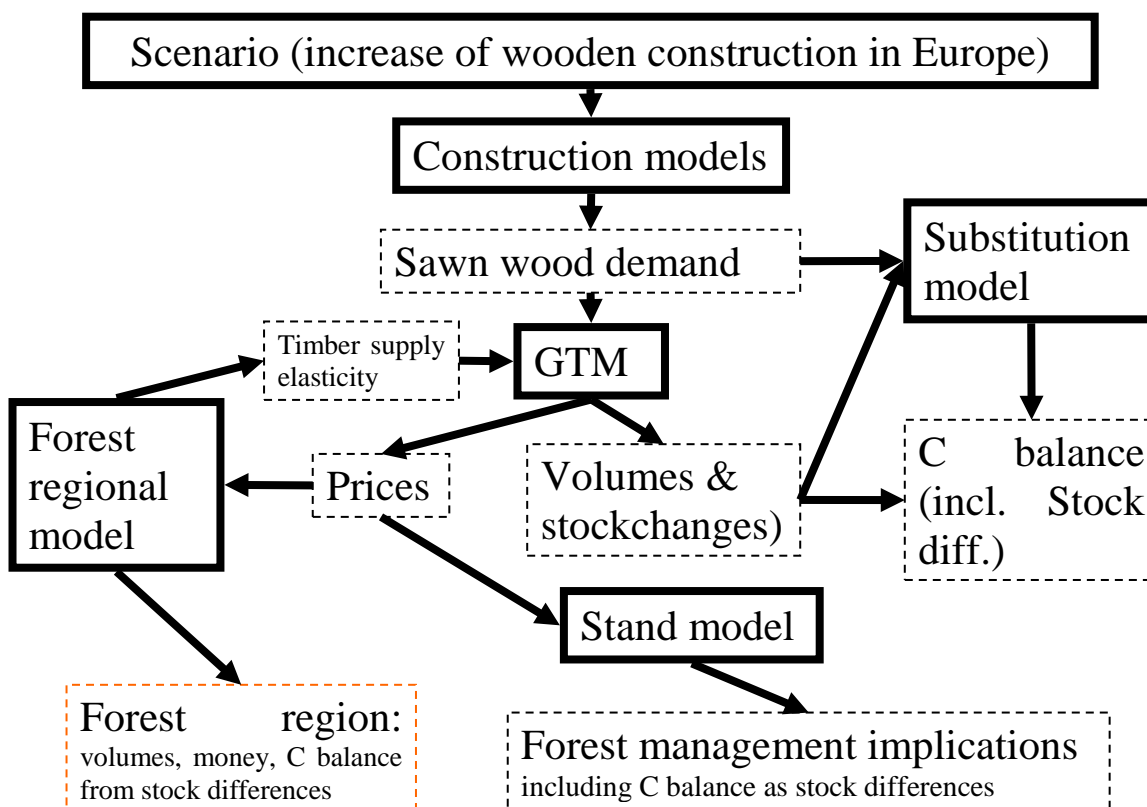 Scenario (increase of wooden construction in Europe)
Construction models
Sawn wood demand
Substitution
model
Timber supply
elasticity
GTM
Forest
regional
model
Prices
Volumes &
stockchanges)
C balance
(incl. Stock
diff.)
Stand model
Forest region:
volumes, money, C balance
from stock differences
Forest management implications
including C balance as stock differences